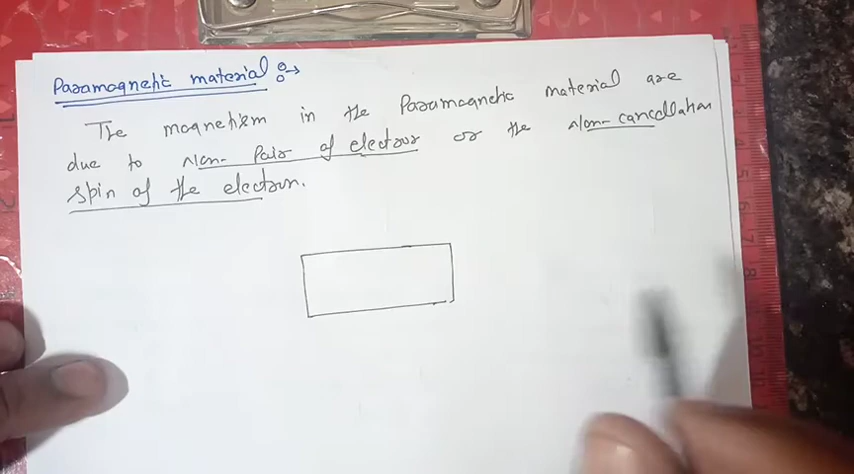 Paramagnetic material :→
The magnetism in the Paramagnetic material are
due to Non-Pair of electrons or the Non-cancellation
spin of the electron.